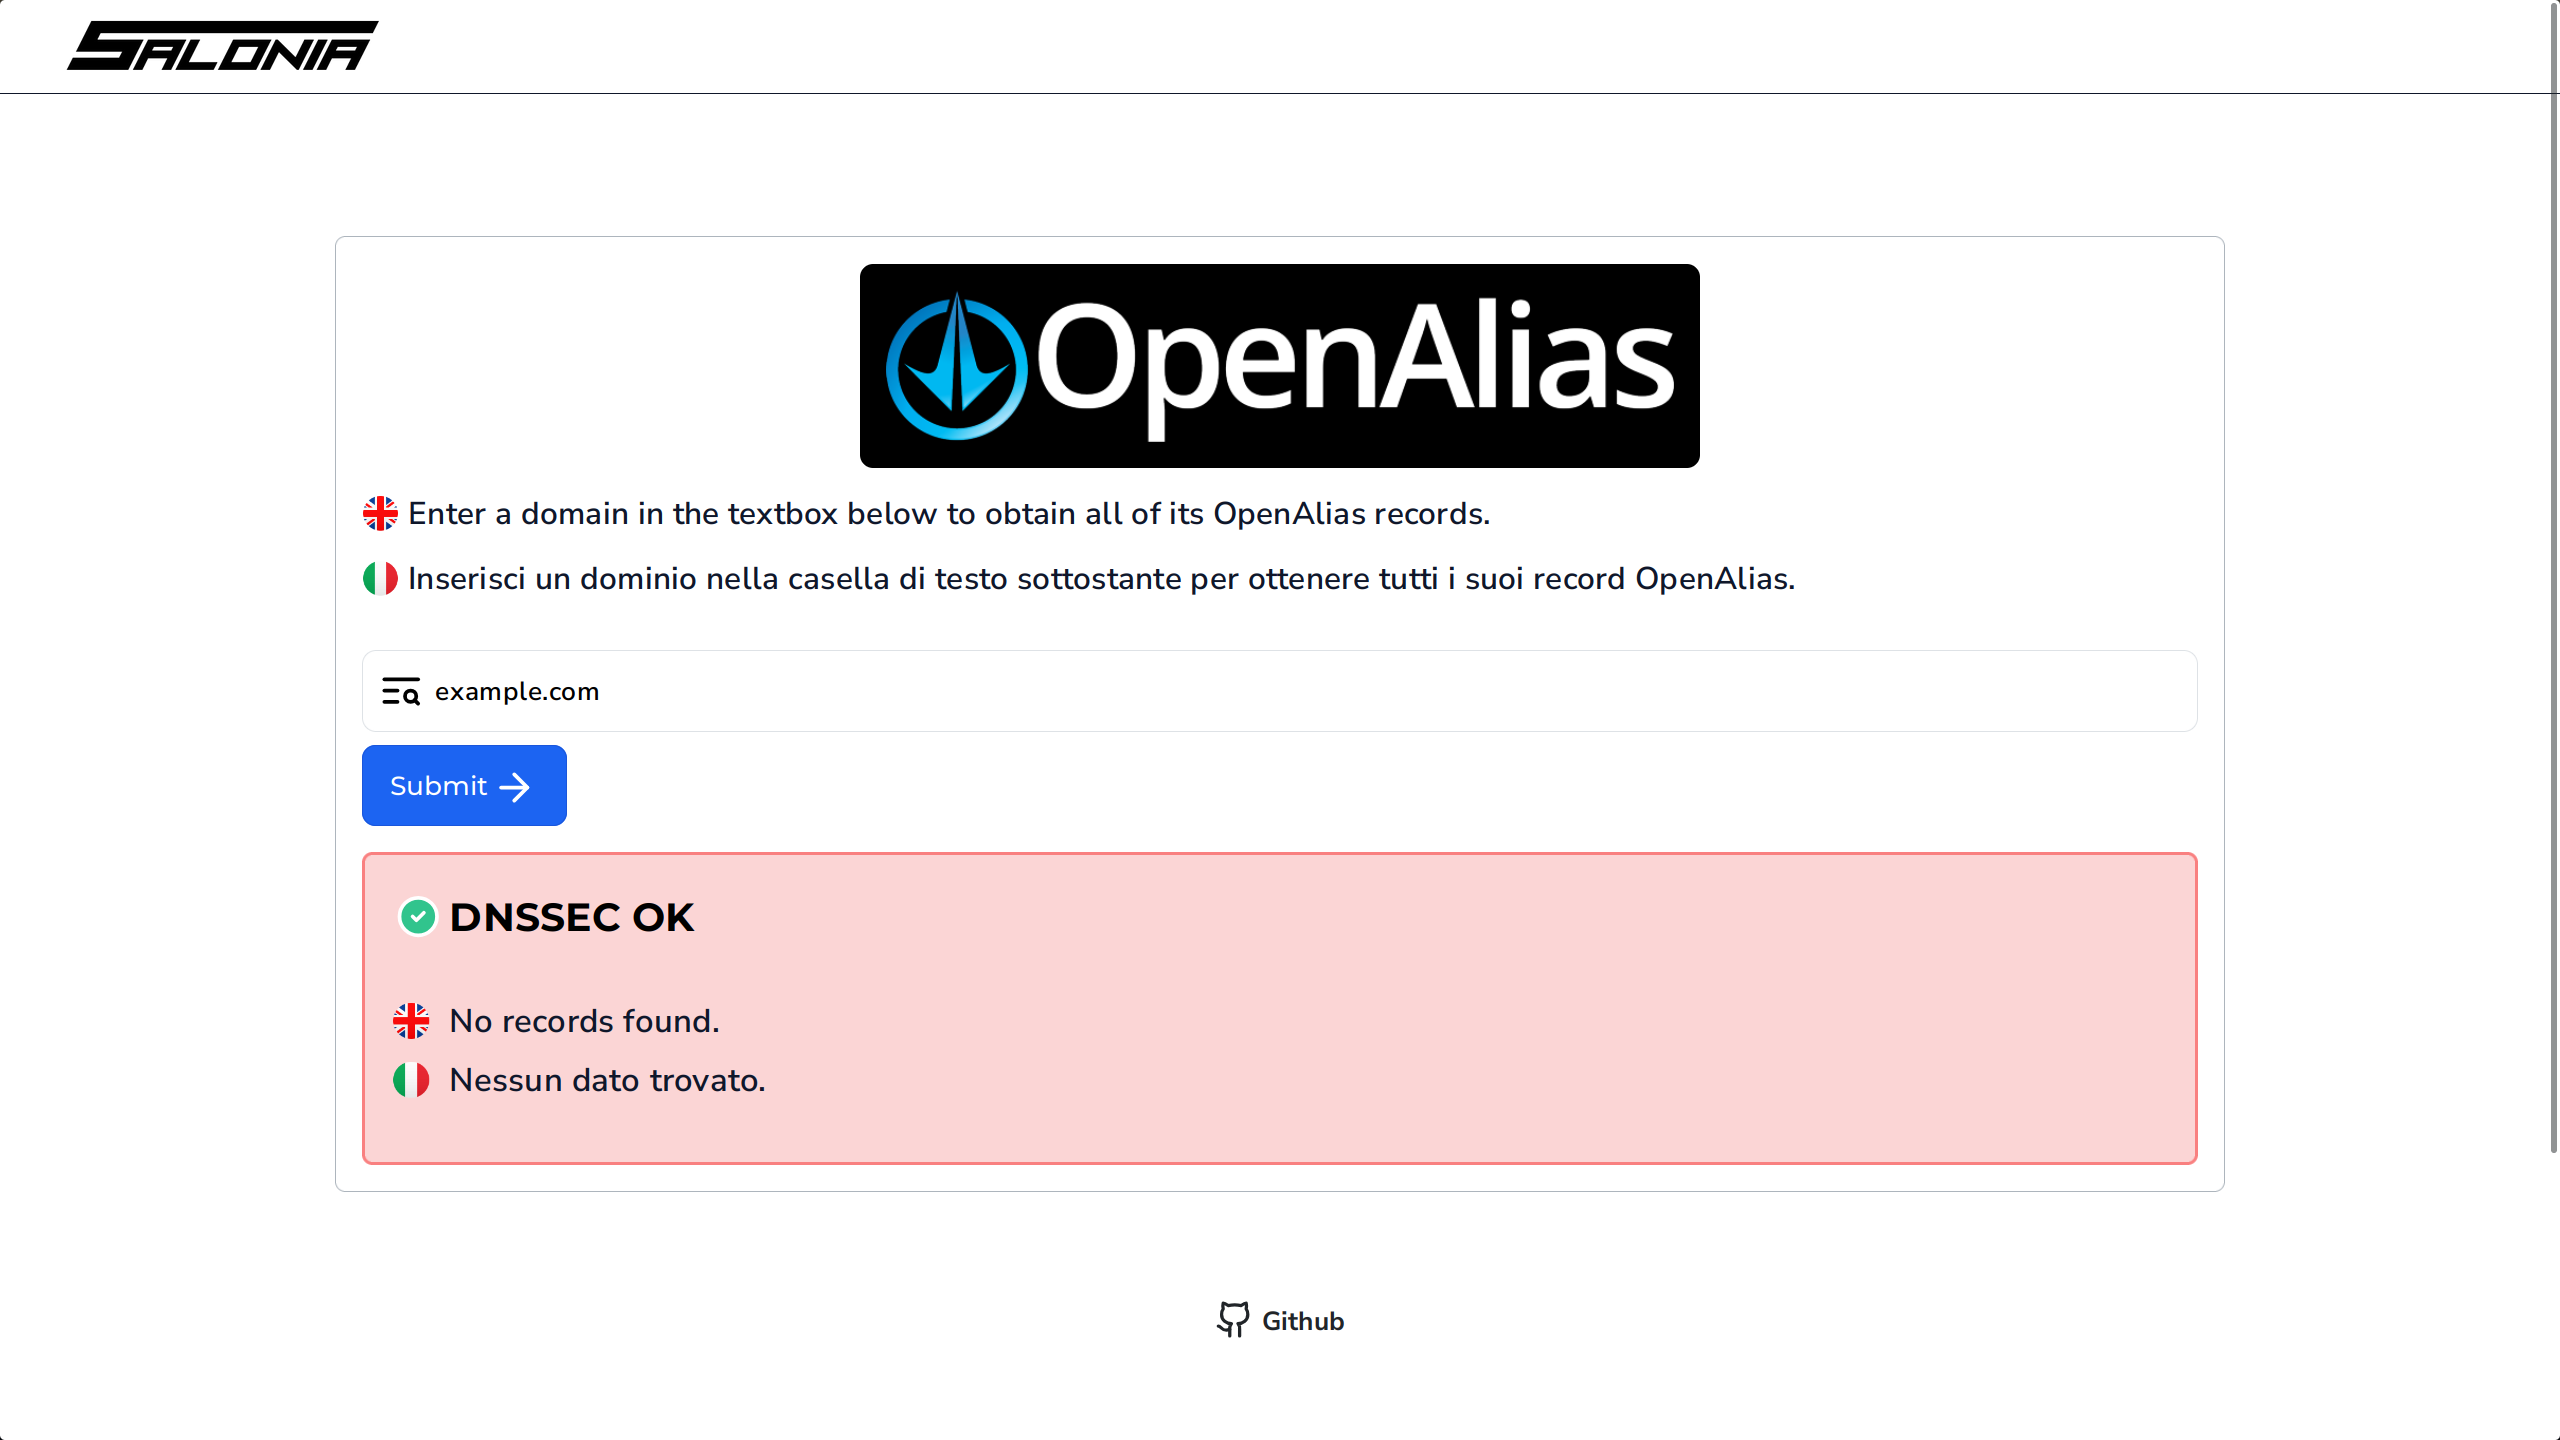 SALONIA
OpenAlias
Enter a domain in the textbox below to obtain all of its OpenAlias records.
Inserisci un dominio nella casella di testo sottostante per ottenere tutti i suoi record OpenAlias.
example.com
Submit
DNSSEC OK
No records found.
Nessun dato trovato.
Github